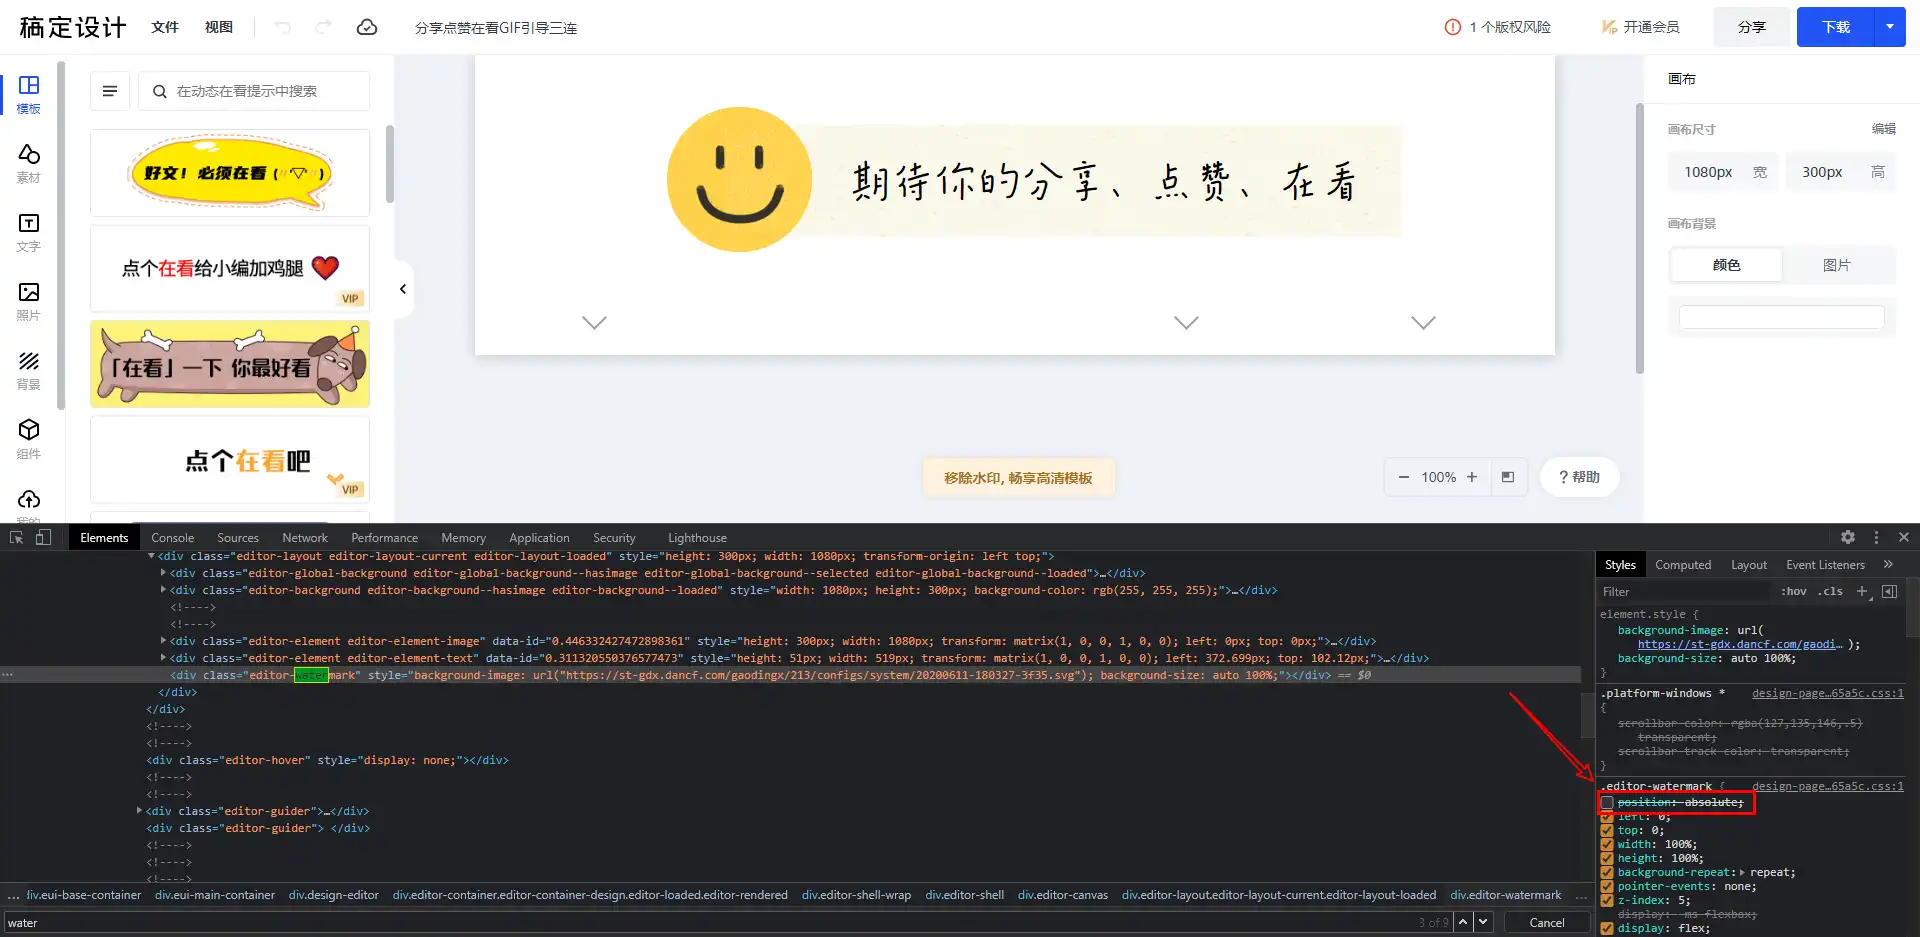 稿定设计
文件
视图
分享点赞在看GIF引导三连
1 个版权风险
开通会员
分享
下载
模板
素材
文字
照片
背景
组件
在动态在看提示中搜索
好文！必须在看
点个在看给小编加鸡腿
VIP
「在看」一下 你最好看
点个在看吧
VIP
期待你的分享、点赞、在看
移除水印, 畅享高清模板
100%
? 帮助
画布
画布尺寸
编辑
1080px 宽
300px 高
画布背景
颜色
图片
Elements Console Sources Network Performance Memory Application Security Lighthouse
<div class="editor-layout editor-layout-current editor-layout-loaded" style="height: 300px; width: 1080px; transform-origin: left top;">
<div class="editor-global-background editor-global-background--hasimage editor-global-background--selected editor-global-background--loaded">…</div>
<div class="editor-background editor-background--hasimage editor-background--loaded" style="width: 1080px; height: 300px; background-color: rgb(255, 255, 255);">…</div>
<!---->
<!---->
<div class="editor-element editor-element-image" data-id="0.446332427472898361" style="height: 300px; width: 1080px; transform: matrix(1, 0, 0, 1, 0, 0); left: 0px; top: 0px;">…</div>
<div class="editor-element editor-element-text" data-id="0.311320550376577473" style="height: 51px; width: 519px; transform: matrix(1, 0, 0, 1, 0, 0); left: 372.699px; top: 102.12px;">…</div>
<div class="editor-watermark" style="background-image: url("https://st-gdx.dancf.com/gaodingx/213/configs/system/20200611-180327-3f35.svg"); background-size: auto 100%;"></div> == $0
</div>
</div>
<!---->
<!---->
<div class="editor-hover" style="display: none;"></div>
<!---->
<!---->
<div class="editor-guider">…</div>
<div class="editor-guider"> </div>
<!---->
<!---->
<!---->
… iv.eui-base-container div.eui-main-container div.design-editor div.editor-container.editor-container-design.editor-loaded.editor-rendered div.editor-shell-wrap div.editor-shell div.editor-canvas div.editor-layout.editor-layout-current.editor-layout-loaded div.editor-watermark …
water
3 of 9
Cancel
Styles Computed Layout Event Listeners
Filter
:hov .cls +
element.style {
background-image: url(
https://st-gdx.dancf.com/gaodi… );
background-size: auto 100%;
}
.platform-windows * design-page…65a5c.css:1
{
scrollbar-color: rgba(127,135,146,.5)
transparent;
scrollbar-track-color: transparent;
}
.editor-watermark { design-page…65a5c.css:1
position: absolute;
left: 0;
top: 0;
width: 100%;
height: 100%;
background-repeat: repeat;
pointer-events: none;
z-index: 5;
display: -ms-flexbox;
display: flex;